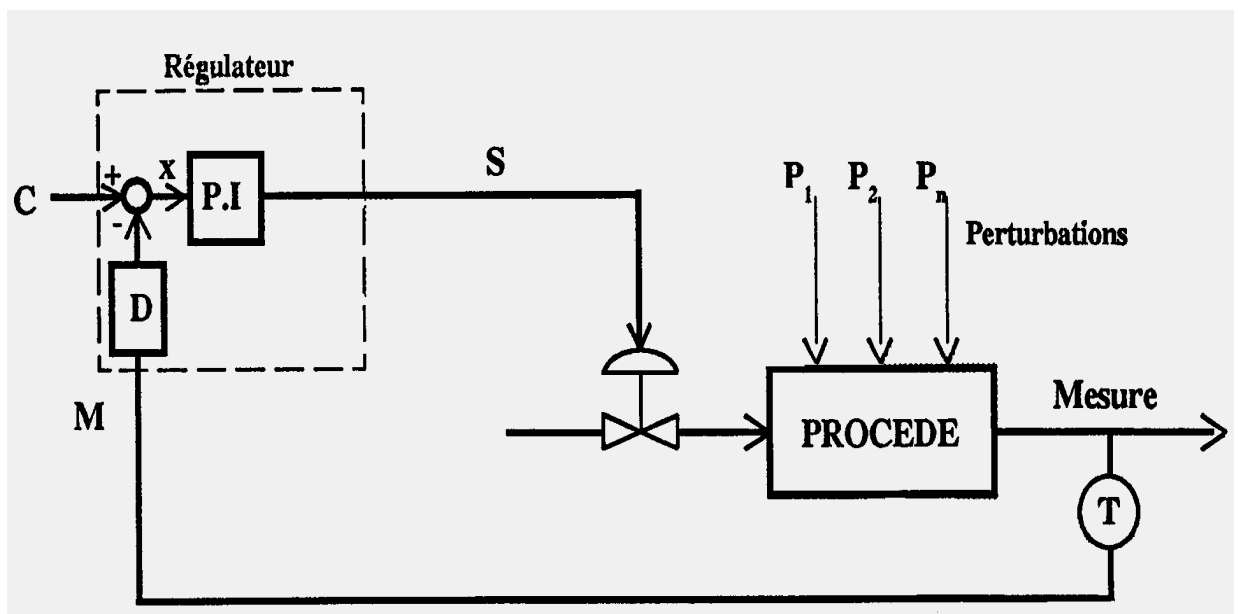 Régulateur
C
+
x
P.I
S
-
D
M
P1
P2
Pn
Perturbations
PROCEDE
Mesure
T